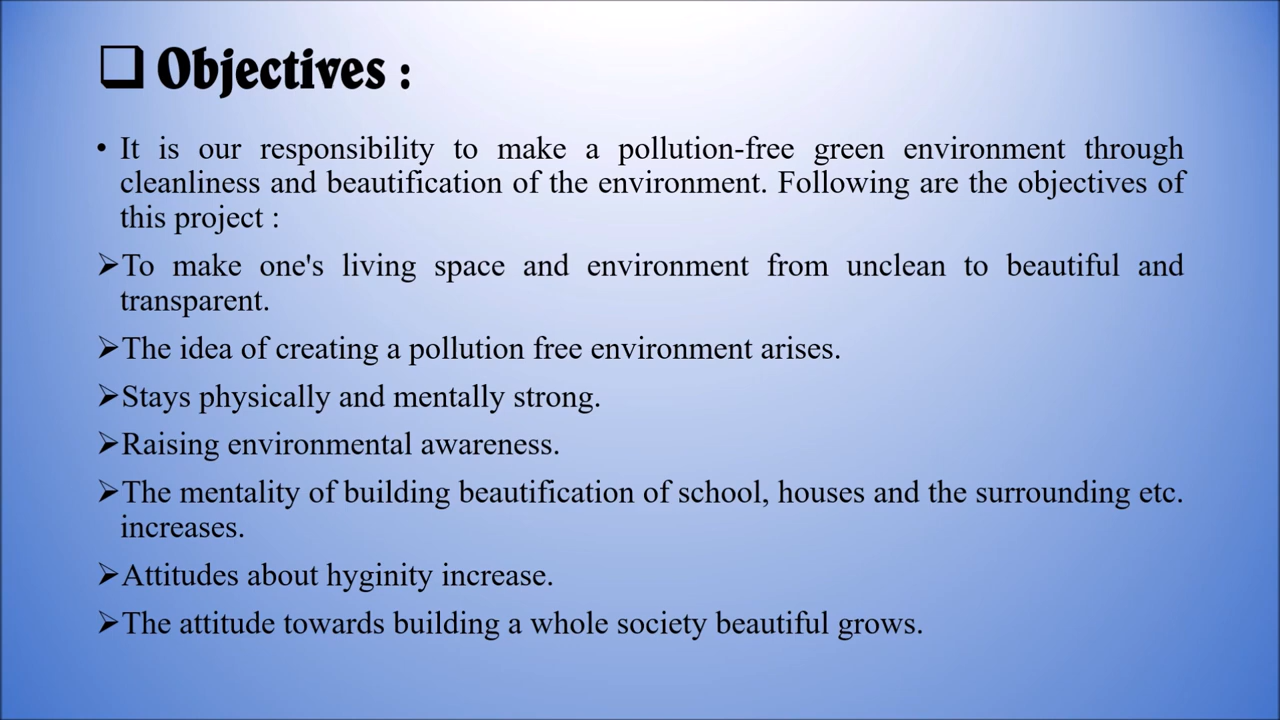 ❑ Objectives :
• It is our responsibility to make a pollution-free green environment through
cleanliness and beautification of the environment. Following are the objectives of
this project :
➢To make one's living space and environment from unclean to beautiful and
transparent.
➢The idea of creating a pollution free environment arises.
➢Stays physically and mentally strong.
➢Raising environmental awareness.
➢The mentality of building beautification of school, houses and the surrounding etc.
increases.
➢Attitudes about hyginity increase.
➢The attitude towards building a whole society beautiful grows.